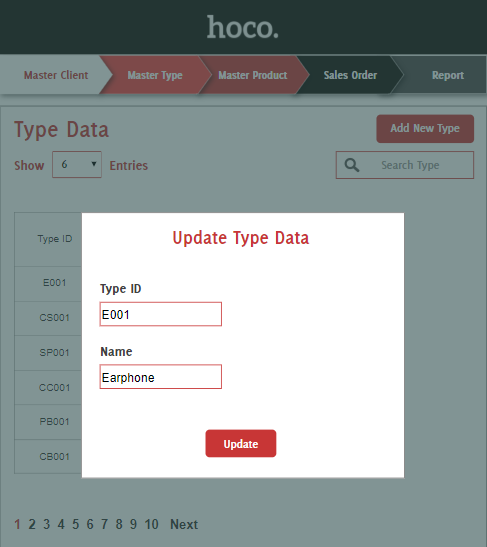 hoco.
Master Client Master Type Master Product Sales Order Report
Type Data Add New Type
Show 6 Entries Search Type
Type ID
E001
CS001
SP001
CC001
PB001
CB001
Update Type Data
Type ID
E001
Name
Earphone
Update
1 2 3 4 5 6 7 8 9 10 Next